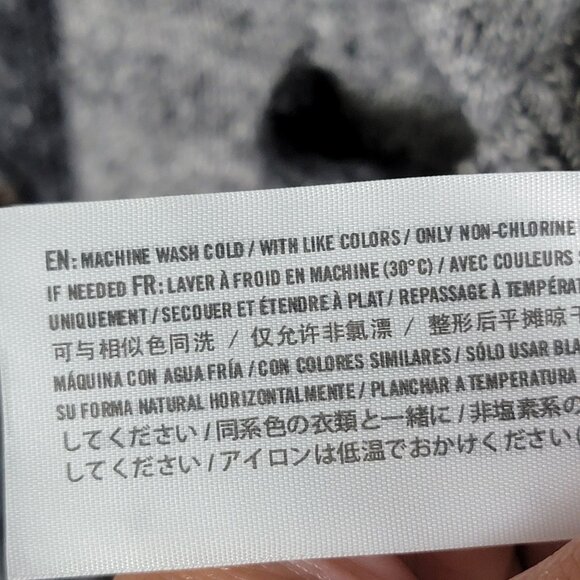 EN: MACHINE WASH COLD / WITH LIKE COLORS / ONLY NON-CHLORINE
IF NEEDED FR: LAVER À FROID EN MACHINE (30°C) / AVEC COULEURS
UNIQUEMENT / SECOUER ET ÉTENDRE À PLAT / REPASSAGE À TEMPÉRAT
可与相似色同洗 / 仅允许非氯漂 / 整形后平摊晾干
MÁQUINA CON AGUA FRÍA / CON COLORES SIMILARES / SÓLO USAR BLA
SU FORMA NATURAL HORIZONTALMENTE / PLANCHAR A TEMPERATURA
してください / 同系色の衣類と一緒に / 非塩素系の
してください / アイロンは低温でおかけください